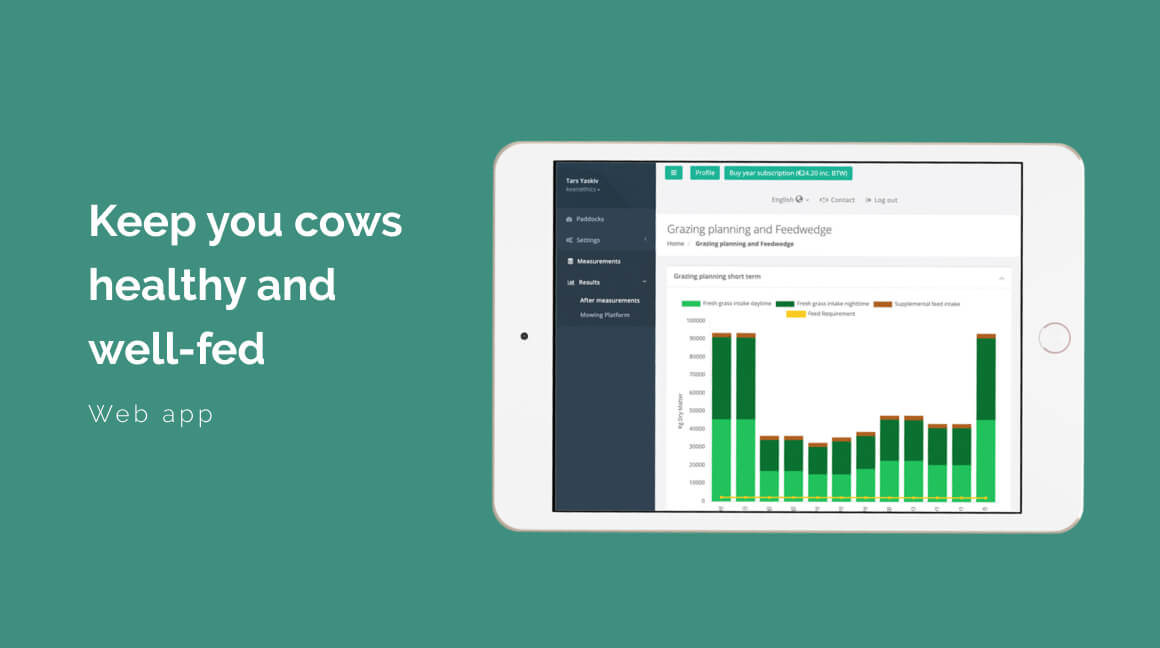 Keep you cows
healthy and
well-fed
Web app
Tars Yaskiv
keenethics
Paddocks
Settings
Measurements
Results
After measurements
Mowing Platform
Profile
Buy year subscription (€24.20 inc. BTW)
English
Contact
Log out
Grazing planning and Feedwedge
Home / Grazing planning and Feedwedge
Grazing planning short term
Fresh grass intake daytime
Fresh grass intake nighttime
Supplemental feed intake
Feed Requirement
Kg Dry Matter
100000
90000
80000
70000
60000
50000
40000
30000
20000
10000
0